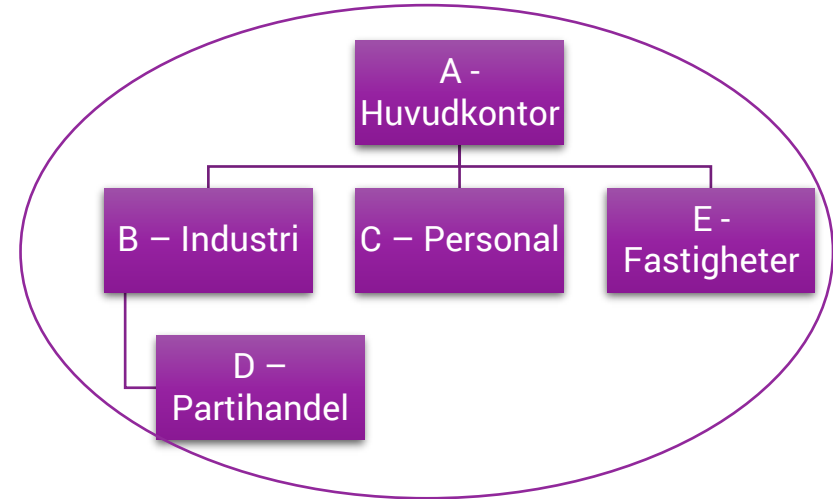 A -
Huvudkontor
B – Industri
C – Personal
E -
Fastigheter
D –
Partihandel